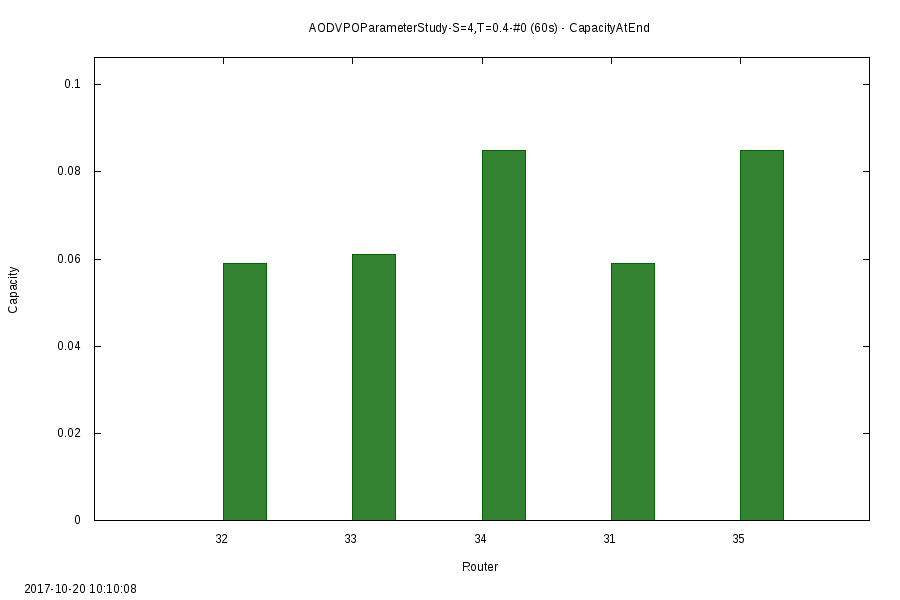 AODVPOParameterStudy-S=4,T=0.4-#0 (60s) - CapacityAtEnd
0.1
0.08
0.06
0.04
0.02
0
Capacity
32 33 34 31 35
Router
2017-10-20 10:10:08